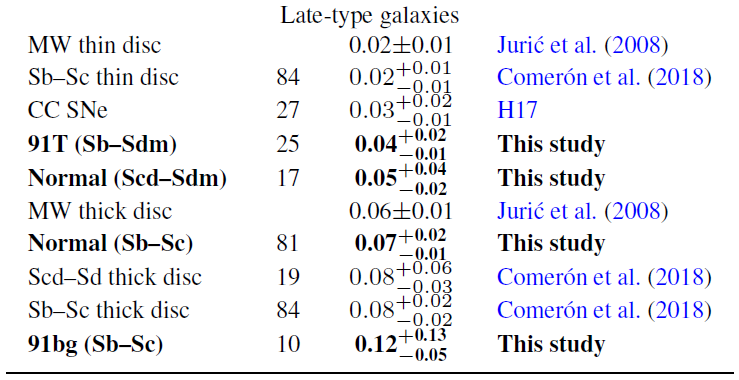 Late-type galaxies
MW thin disc 0.02±0.01 Jurić et al. (2008)
Sb–Sc thin disc 84 0.02+0.01 −0.01 Comerón et al. (2018)
CC SNe 27 0.03+0.02 −0.01 H17
91T (Sb–Sdm) 25 0.04+0.02 −0.01 This study
Normal (Scd–Sdm) 17 0.05+0.04 −0.02 This study
MW thick disc 0.06±0.01 Jurić et al. (2008)
Normal (Sb–Sc) 81 0.07+0.02 −0.01 This study
Scd–Sd thick disc 19 0.08+0.06 −0.03 Comerón et al. (2018)
Sb–Sc thick disc 84 0.08+0.02 −0.02 Comerón et al. (2018)
91bg (Sb–Sc) 10 0.12+0.13 −0.05 This study